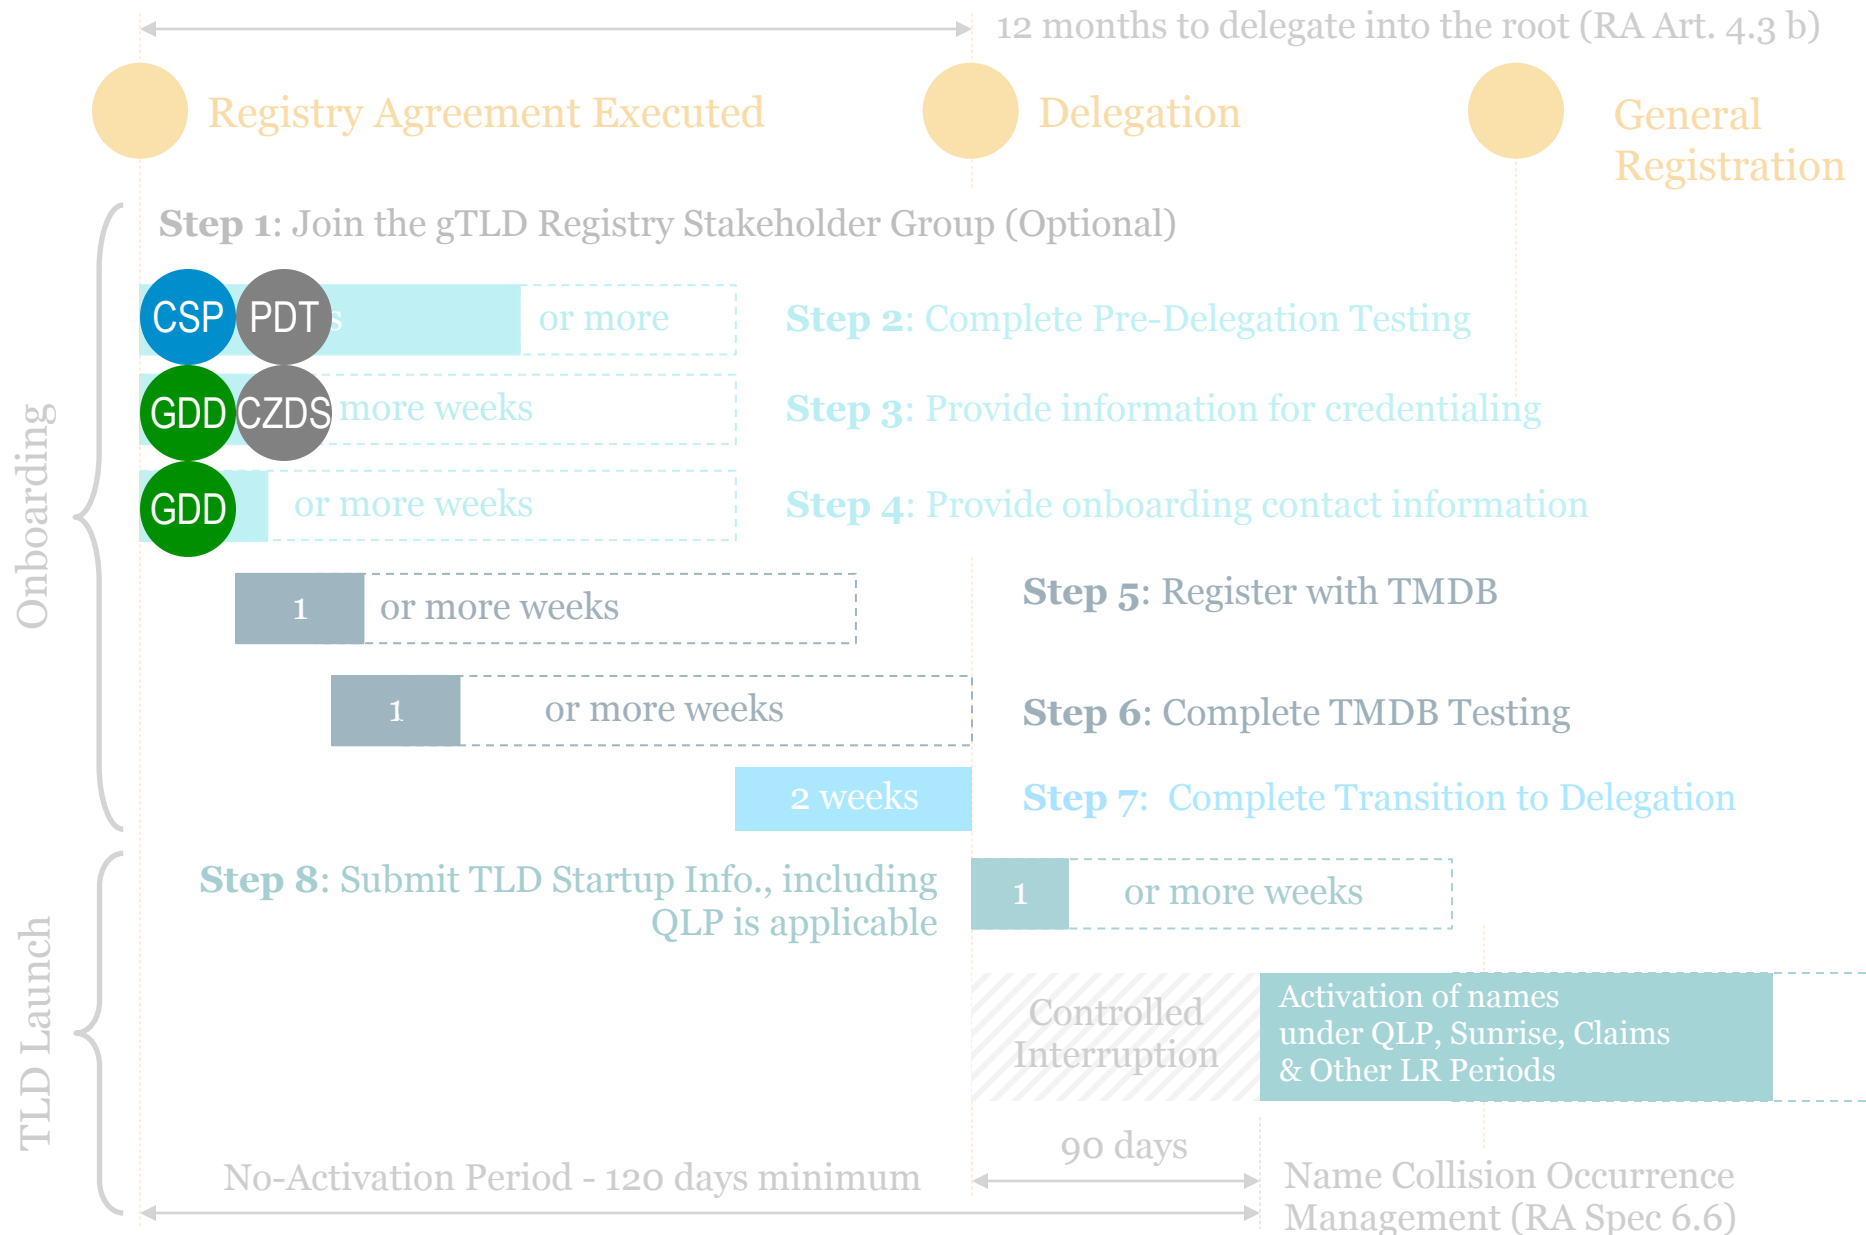 12 months to delegate into the root (RA Art. 4.3 b)
Registry Agreement Executed
Delegation
General
Registration
Onboarding
Step 1: Join the gTLD Registry Stakeholder Group (Optional)
CSP
PDT
s
or more
Step 2: Complete Pre-Delegation Testing
GDD
CZDS
more weeks
Step 3: Provide information for credentialing
GDD
or more weeks
Step 4: Provide onboarding contact information
1
or more weeks
Step 5: Register with TMDB
1
or more weeks
Step 6: Complete TMDB Testing
2 weeks
Step 7: Complete Transition to Delegation
TLD Launch
Step 8: Submit TLD Startup Info., including
QLP is applicable
1
or more weeks
Controlled
Interruption
Activation of names
under QLP, Sunrise, Claims
& Other LR Periods
90 days
No-Activation Period - 120 days minimum
Name Collision Occurrence
Management (RA Spec 6.6)